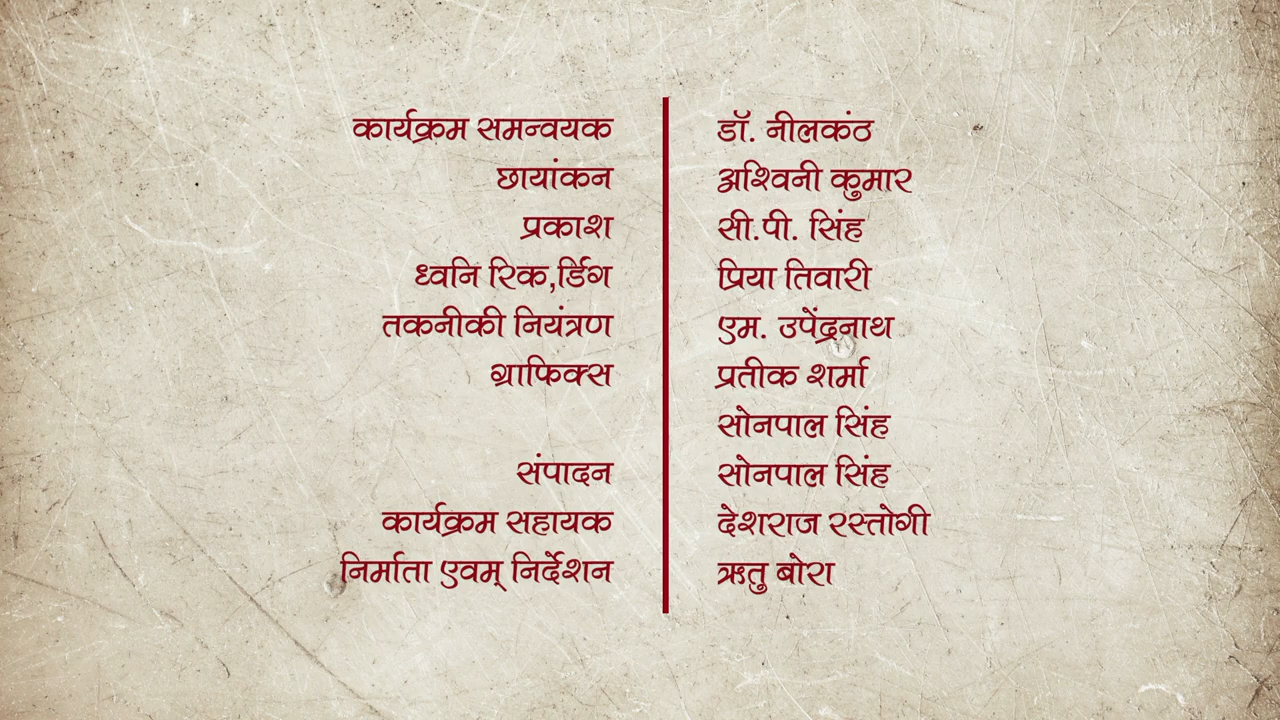 कार्यक्रम समन्वयक डॉ. नीलकंठ
छायांकन अश्विनी कुमार
प्रकाश सी.पी. सिंह
ध्वनि रिक,र्डिंग प्रिया तिवारी
तकनीकी नियंत्रण एम. उपेंद्रनाथ
ग्राफिक्स प्रतीक शर्मा
सोनपाल सिंह
संपादन सोनपाल सिंह
कार्यक्रम सहायक देशराज रस्तोगी
निर्माता एवम् निर्देशन ऋतु बोरा